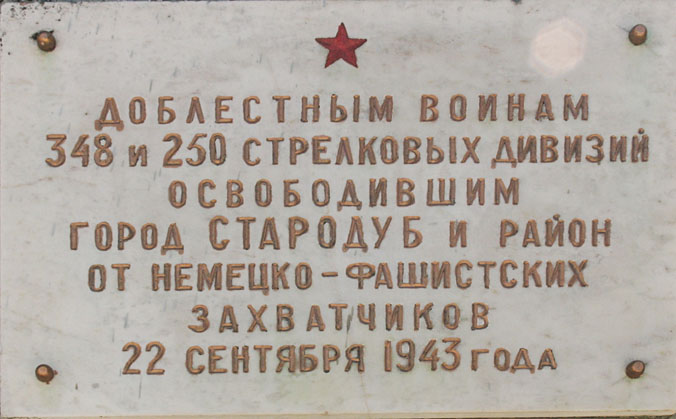 ДОБЛЕСТНЫМ ВОИНАМ
348 и 250 СТРЕЛКОВЫХ ДИВИЗИЙ
ОСВОБОДИВШИМ
ГОРОД СТАРОДУБ И РАЙОН
ОТ НЕМЕЦКО-ФАШИСТСКИХ
ЗАХВАТЧИКОВ
22 СЕНТЯБРЯ 1943 ГОДА